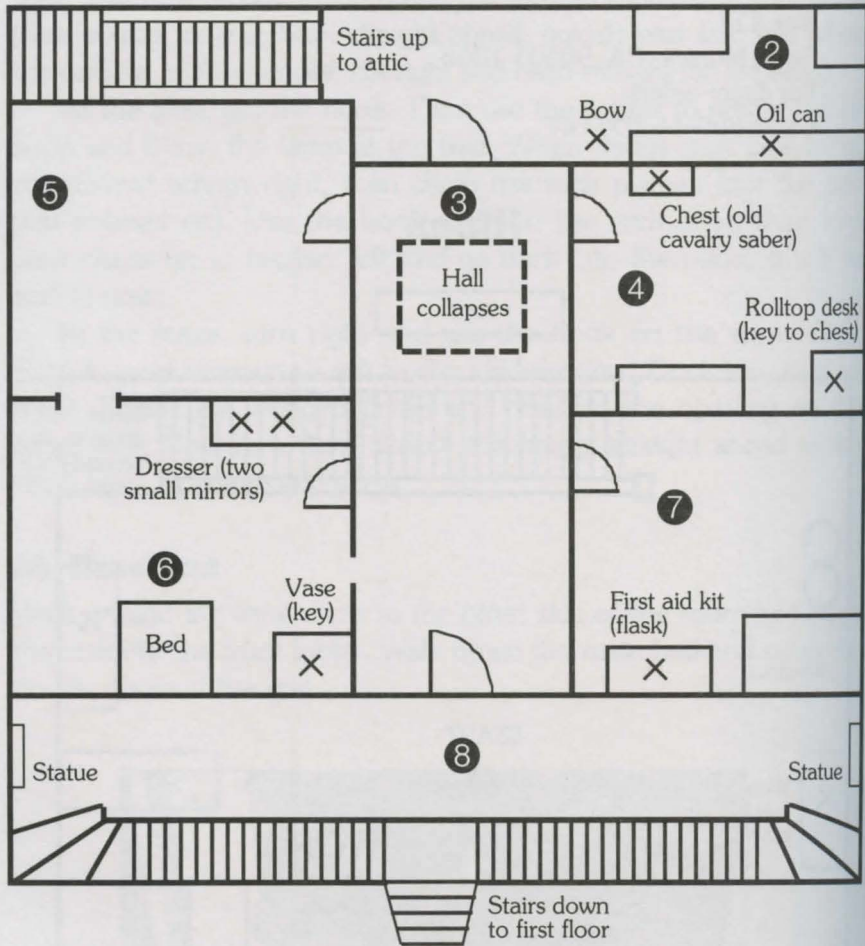 Stairs up
to attic
2
Bow
Oil can
5
3
Chest (old
cavalry saber)
Hall
collapses
4
Rolltop desk
(key to chest)
Dresser (two
small mirrors)
7
6
Vase
(key)
First aid kit
(flask)
Bed
Statue
8
Statue
Stairs down
to first floor